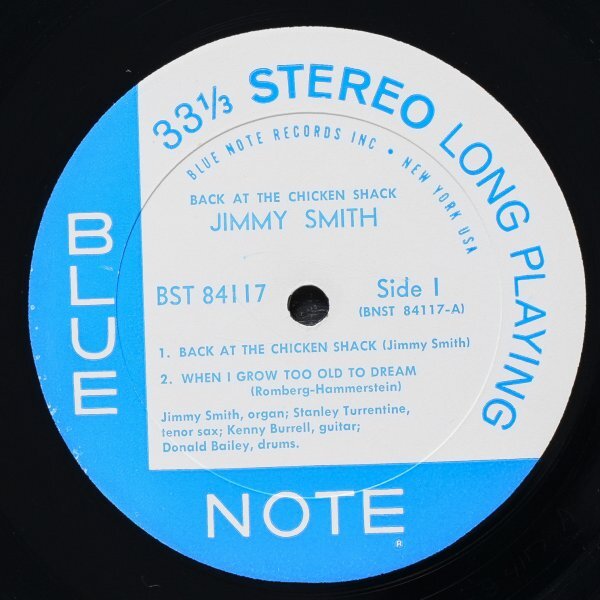 33⅓ STEREO LONG PLAYING
BLUE NOTE RECORDS INC • NEW YORK USA
BACK AT THE CHICKEN SHACK
JIMMY SMITH
BST 84117
Side 1
(BNST 84117-A)
1. BACK AT THE CHICKEN SHACK (Jimmy Smith)
2. WHEN I GROW TOO OLD TO DREAM
(Romberg-Hammerstein)
Jimmy Smith, organ; Stanley Turrentine,
tenor sax; Kenny Burrell, guitar;
Donald Bailey, drums.
BLUE
NOTE
®